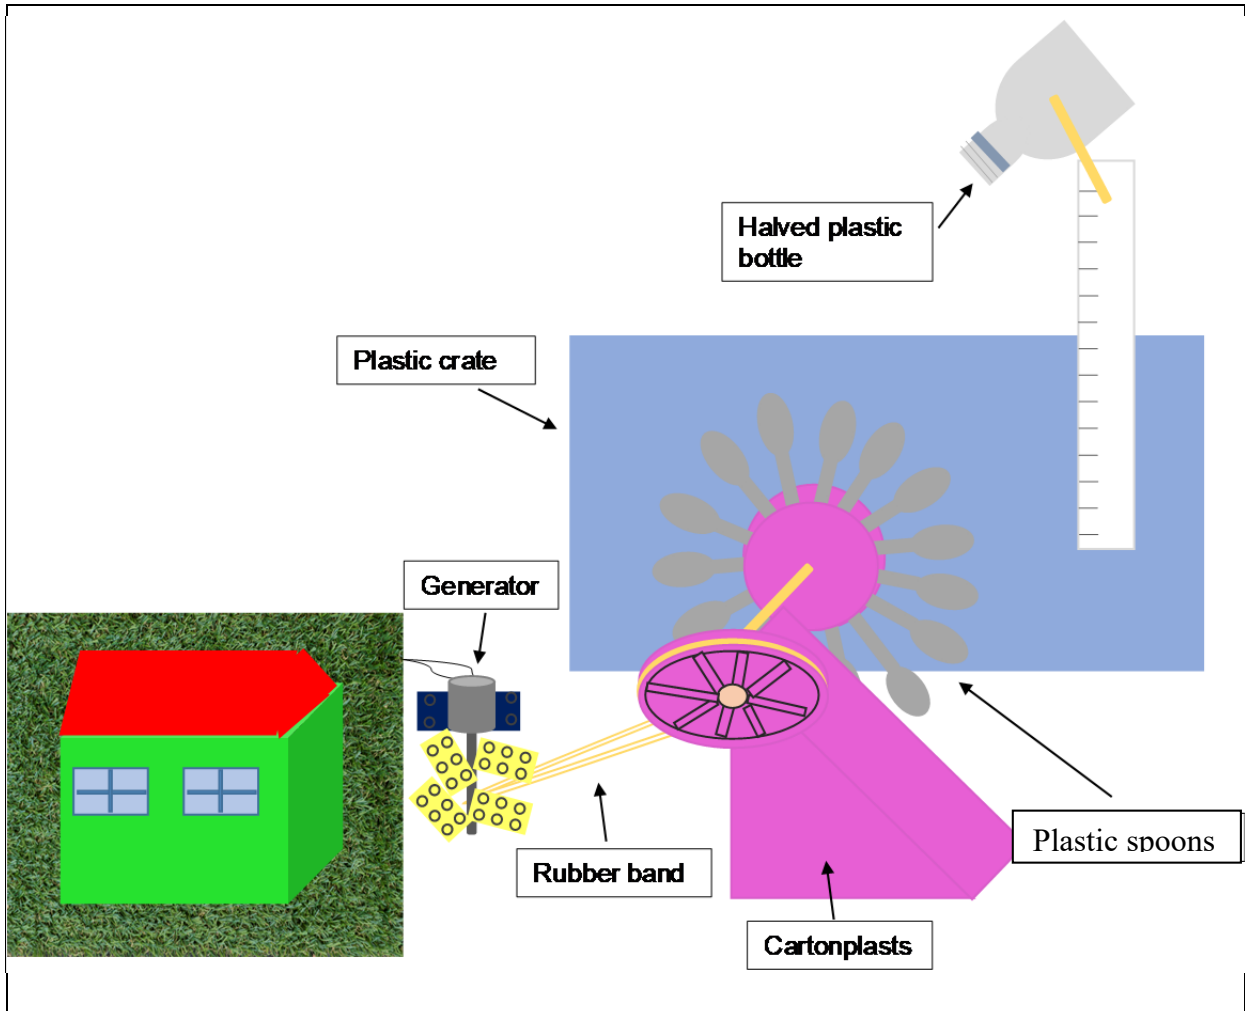 Halved plastic
bottle
Plastic crate
Generator
Rubber band
Plastic spoons
Cartonplasts